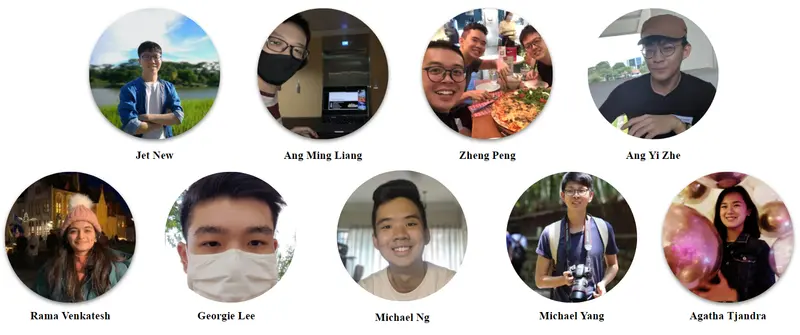 Jet New
Ang Ming Liang
Zheng Peng
Ang Yi Zhe
Rama Venkatesh
Georgie Lee
Michael Ng
Michael Yang
Agatha Tjandra